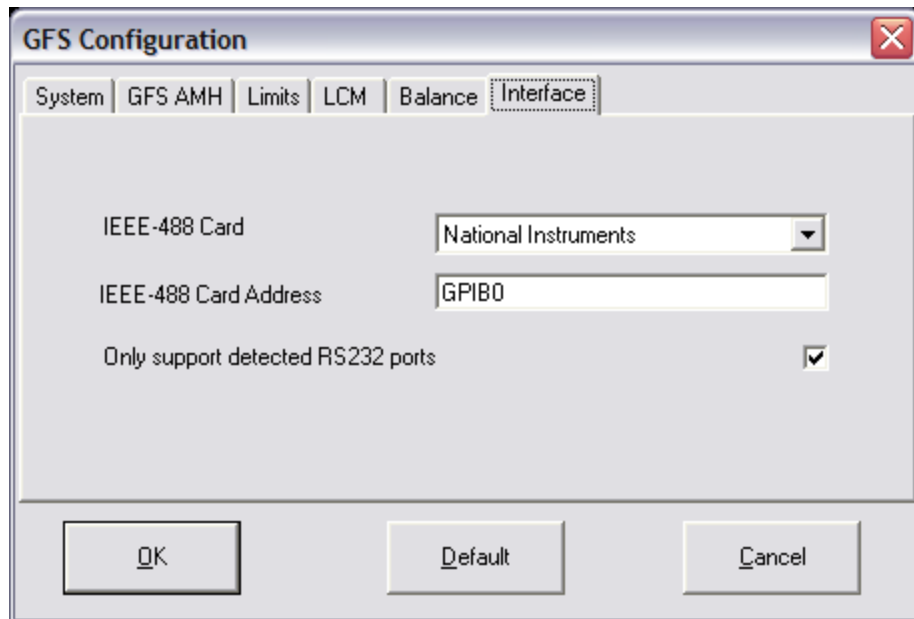 GFS Configuration
System GFS AMH Limits LCM Balance Interface
IEEE-488 Card National Instruments
IEEE-488 Card Address GPIB0
Only support detected RS232 ports
OK Default Cancel